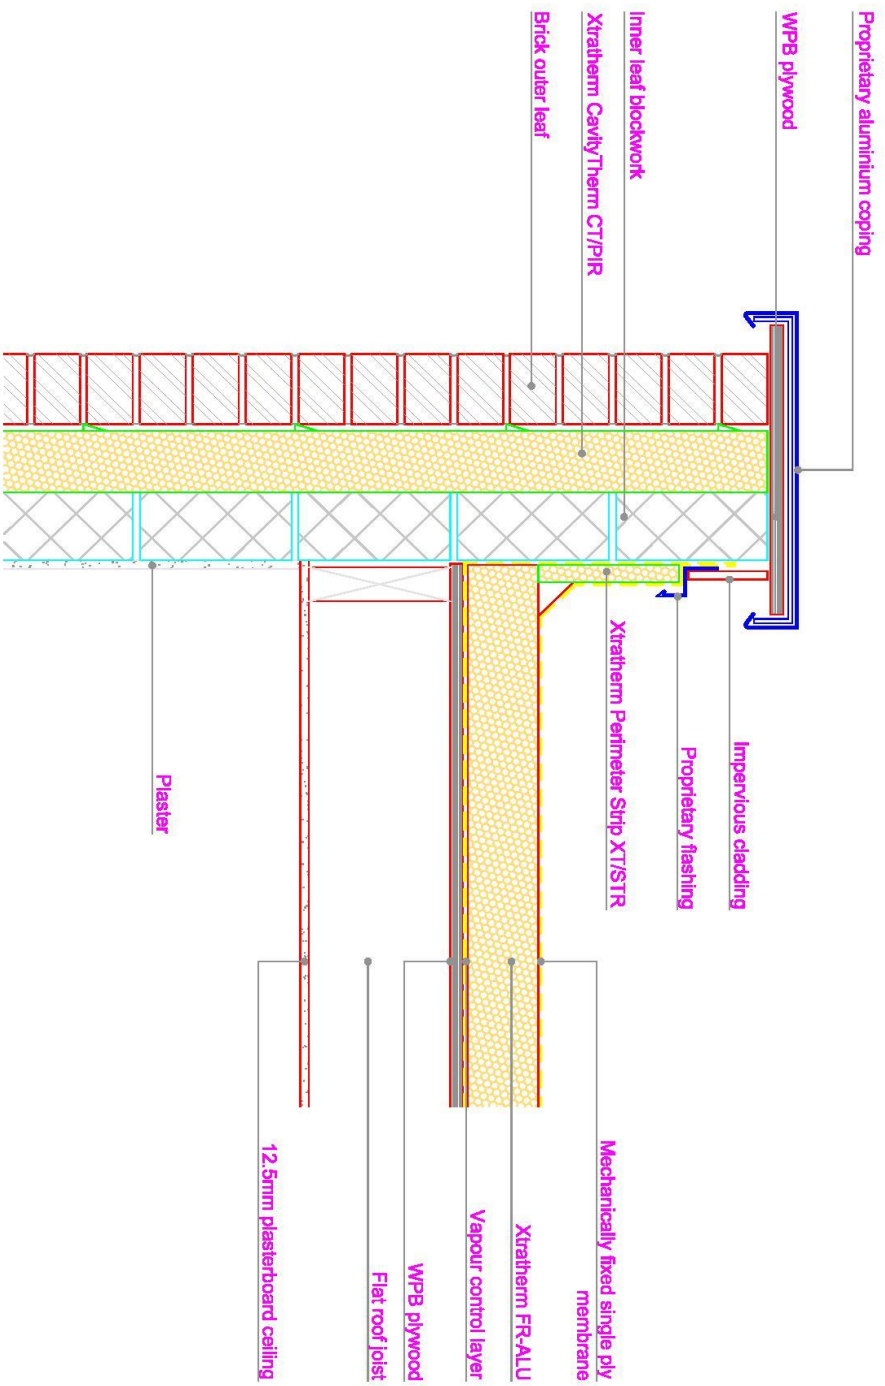 Proprietary aluminium coping
WPB plywood
Inner leaf blockwork
Xtratherm CavityTherm CT/PIR
Brick outer leaf
Impervious cladding
Proprietary flashing
Xtratherm Perimeter Strip XT/STR
Plaster
Mechanically fixed single ply
membrane
Xtratherm FR-ALU
Vapour control layer
WPB plywood
Flat roof joist
12.5mm plasterboard ceiling